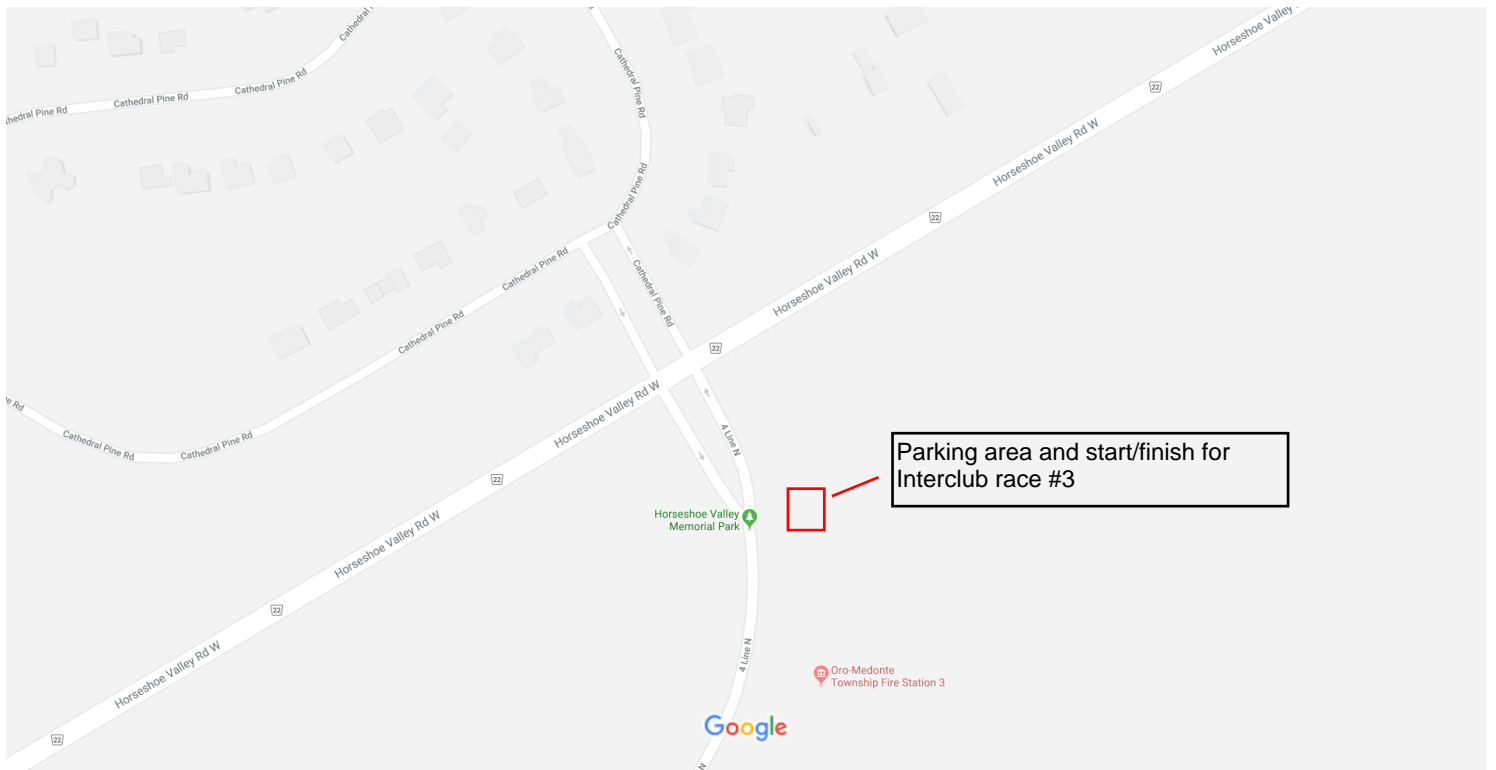 Cathedral P
Horseshoe Valley
22
Cathedral Pine Rd
Cathedral Pine Rd
Cathedral Pine Rd
thedral Pine Rd
Horseshoe Valley Rd W
22
Cathedral Pine Rd
Cathedral Pine Rd
Cathedral Pine Rd
Horseshoe Valley Rd W
22
Cathedral Pine Rd
Horseshoe Valley Rd W
e Rd
Cathedral Pine Rd
Cathedral Pine Rd
4 Line N
Parking area and start/finish for
Interclub race #3
22
Horseshoe Valley
Memorial Park
Horseshoe Valley Rd W
22
4 Line N
Horseshoe Valley Rd W
Oro-Medonte
Township Fire Station 3
22
Google
N